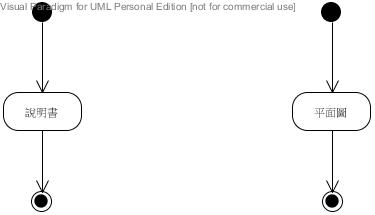 Visual Paradigm for UML Personal Edition [not for commercial use]
說明書
平面圖